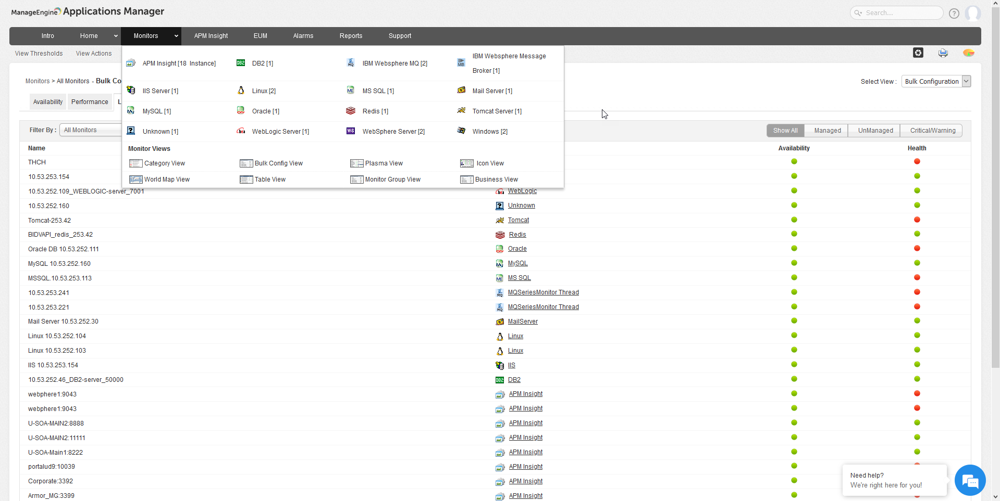 ManageEngine Applications Manager
Search...
?
Intro Home Monitors APM Insight EUM Alarms Reports Support
View Thresholds View Actions
Monitors > All Monitors - Bulk Co
Select View : Bulk Configuration
Availability Performance L
Filter By : All Monitors
Show All Managed UnManaged Critical/Warning
APM Insight [18 Instance] DB2 [1] IBM Websphere MQ [2] IBM Websphere Message Broker [1]
IIS Server [1] Linux [2] MS SQL [1] Mail Server [1]
MySQL [1] Oracle [1] Redis [1] Tomcat Server [1]
Unknown [1] WebLogic Server [1] WebSphere Server [2] Windows [2]
Monitor Views
Category View Bulk Config View Plasma View Icon View
World Map View Table View Monitor Group View Business View
Name Availability Health
THCH
10.53.253.154
10.53.252.109_WEBLOGIC-server_7001 WebLogic
10.53.252.160 Unknown
Tomcat-253.42 Tomcat
BIDVAPI_redis_253.42 Redis
Oracle DB 10.53.252.111 Oracle
MySQL 10.53.252.160 MySQL
MSSQL.10.53.253.113 MS SQL
10.53.253.241 MQSeriesMonitor Thread
10.53.253.221 MQSeriesMonitor Thread
Mail Server 10.53.252.30 MailServer
Linux 10.53.252.104 Linux
Linux 10.53.252.103 Linux
IIS 10.53.253.154 IIS
10.53.252.46_DB2-server_50000 DB2
webphere1:9043 APM Insight
webphere1:9043 APM Insight
U-SOA-MAIN2:8888 APM Insight
U-SOA-MAIN2:11111 APM Insight
U-SOA-Main1:8222 APM Insight
portalud9:10039 APM Insight
Corporate:3392 APM Insight
Armor_MG:3399 APM Insight
Need help?
We're right here for you!